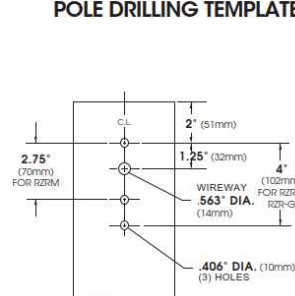 POLE DRILLING TEMPLATE
C.L.
2" (51mm)
2.75"
(70mm)
FOR RZRM
1.25" (32mm)
4"
(102mm)
FOR RZR
RZR-G
WIREWAY
.563" DIA.
(14mm)
.406" DIA. (10mm)
(3) HOLES